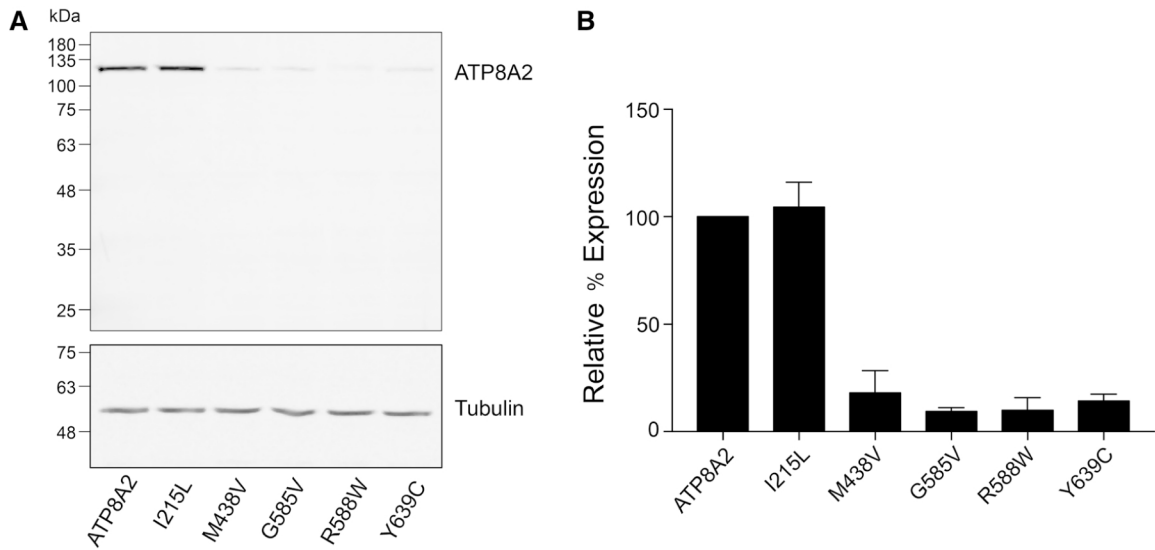 A
kDa
180
135
100
75
63
48
35
25
ATP8A2
75
63
48
Tubulin
ATP8A2
I215L
M438V
G585V
R588W
Y639C
B
Relative % Expression
150
100
50
0
ATP8A2
I215L
M438V
G585V
R588W
Y639C